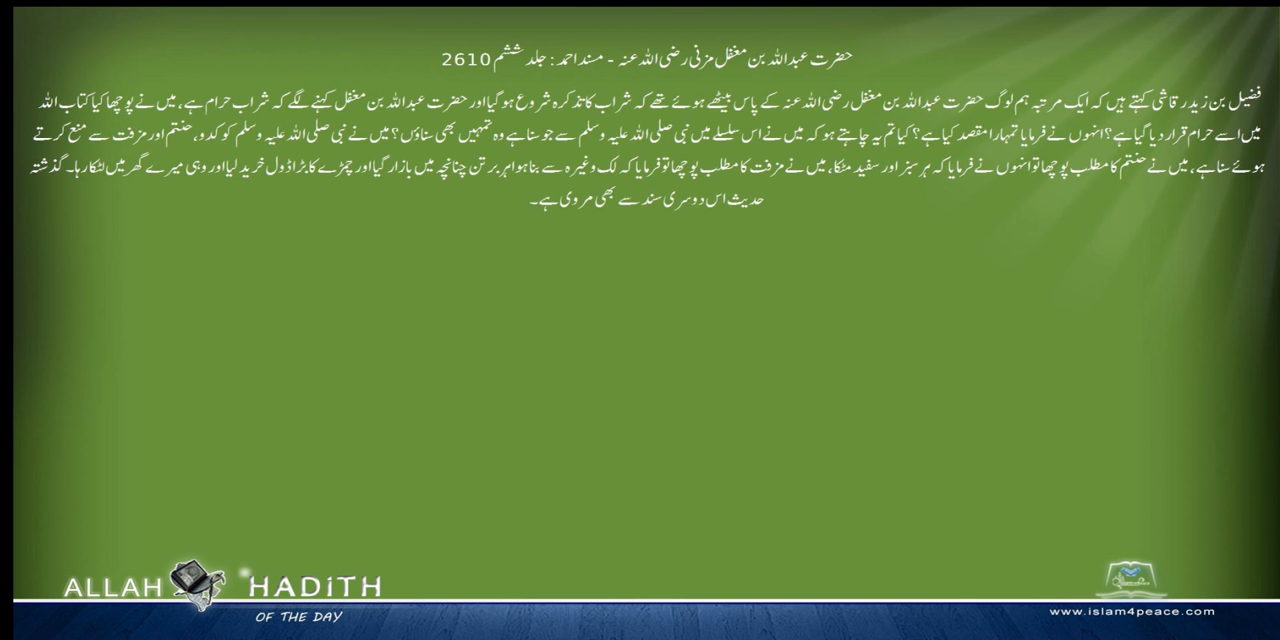 حضرت عبداللہ بن مغفل مزنی رضی اللہ عنہ - مسند احمد: جلد ششم 2610
فضیل بن زید رقاشی کہتے ہیں کہ ایک مرتبہ ہم لوگ حضرت عبداللہ بن مغفل رضی اللہ عنہ کے پاس بیٹھے ہوئے تھے کہ شراب کا تذکرہ شروع ہوگیا اور حضرت عبداللہ بن مغفل کہنے لگے کہ شراب حرام ہے، میں نے پوچھا کیا کتاب اللہ
میں اسے حرام قرار دیا گیا ہے؟ انہوں نے فرمایا تمہارا مقصد کیا ہے؟ کیا تم یہ چاہتے ہو کہ میں نے اس سلسلے میں نبی صلی اللہ علیہ وسلم سے جو سنا ہے وہ تمہیں بھی سناؤں؟ میں نے نبی صلی اللہ علیہ وسلم کو کدو، حنتم اور مزفت سے منع کرتے
ہوئے سنا ہے، میں نے حنتم کا مطلب پوچھا تو انہوں نے فرمایا کہ ہر سبز اور سفید مٹکا، میں نے مزفت کا مطلب پوچھا تو فرمایا کہ لک وغیرہ سے بنا ہوا ہر برتن چنانچہ میں بازار گیا اور چمڑے کا بڑا ڈول خرید لیا اور وہی میرے گھر میں لٹکا رہا۔ گذشتہ
حدیث اس دوسری سند سے بھی مروی ہے۔
ALLAH HADITH
OF THE DAY
www.islam4peace.com